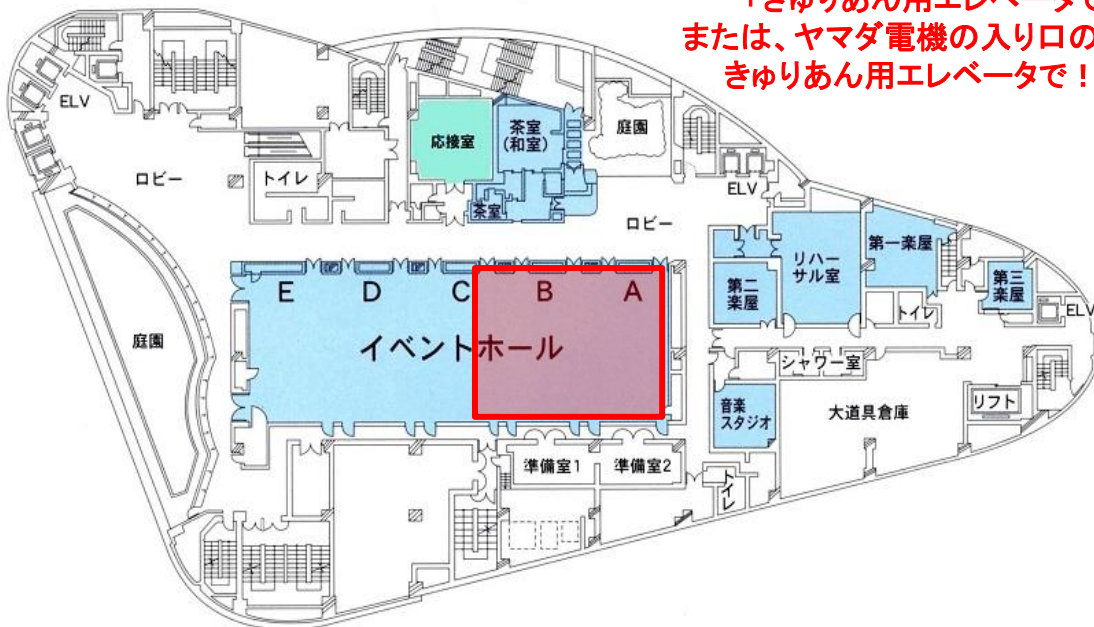 「きゅりあん用エレベータで
または、ヤマダ電機の入り口の
きゅりあん用エレベータで!
ELV
ロビー
トイレ
応接室
茶室
(和室)
庭園
茶室
ELV
ロビー
リハー
サル室
第一楽屋
第二
楽屋
第三
楽屋
トイレ
ELV
E
D
C
B
A
イベントホール
庭園
シャワー室
音楽
スタジオ
大道具倉庫
リフト
準備室1
準備室2
トイレ